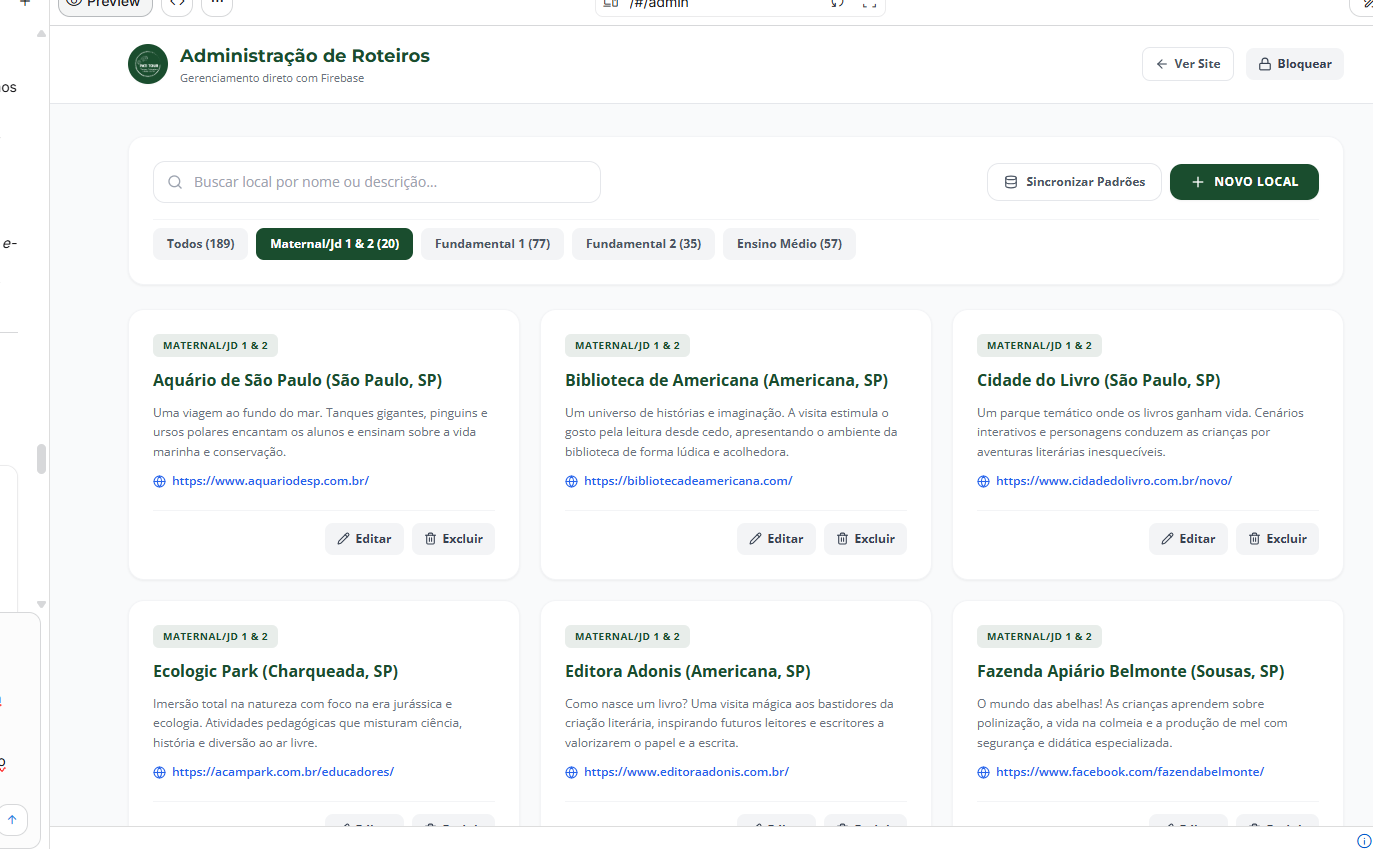 Preview
/#/admin
Administração de Roteiros
Gerenciamento direto com Firebase
Ver Site
Bloquear
os
Buscar local por nome ou descrição...
Sincronizar Padrões
NOVO LOCAL
e-
Todos (189)
Maternal/Jd 1 & 2 (20)
Fundamental 1 (77)
Fundamental 2 (35)
Ensino Médio (57)
MATERNAL/JD 1 & 2
Aquário de São Paulo (São Paulo, SP)
Uma viagem ao fundo do mar. Tanques gigantes, pinguins e
ursos polares encantam os alunos e ensinam sobre a vida
marinha e conservação.
https://www.aquariodesp.com.br/
Editar
Excluir
MATERNAL/JD 1 & 2
Biblioteca de Americana (Americana, SP)
Um universo de histórias e imaginação. A visita estimula o
gosto pela leitura desde cedo, apresentando o ambiente da
biblioteca de forma lúdica e acolhedora.
https://bibliotecadeamericana.com/
Editar
Excluir
MATERNAL/JD 1 & 2
Cidade do Livro (São Paulo, SP)
Um parque temático onde os livros ganham vida. Cenários
interativos e personagens conduzem as crianças por
aventuras literárias inesquecíveis.
https://www.cidadedolivro.com.br/novo/
Editar
Excluir
MATERNAL/JD 1 & 2
Ecologic Park (Charqueada, SP)
Imersão total na natureza com foco na era jurássica e
ecologia. Atividades pedagógicas que misturam ciência,
história e diversão ao ar livre.
https://acampark.com.br/educadores/
MATERNAL/JD 1 & 2
Editora Adonis (Americana, SP)
Como nasce um livro? Uma visita mágica aos bastidores da
criação literária, inspirando futuros leitores e escritores a
valorizarem o papel e a escrita.
https://www.editoraadonis.com.br/
MATERNAL/JD 1 & 2
Fazenda Apiário Belmonte (Sousas, SP)
O mundo das abelhas! As crianças aprendem sobre
polinização, a vida na colmeia e a produção de mel com
segurança e didática especializada.
https://www.facebook.com/fazendabelmonte/